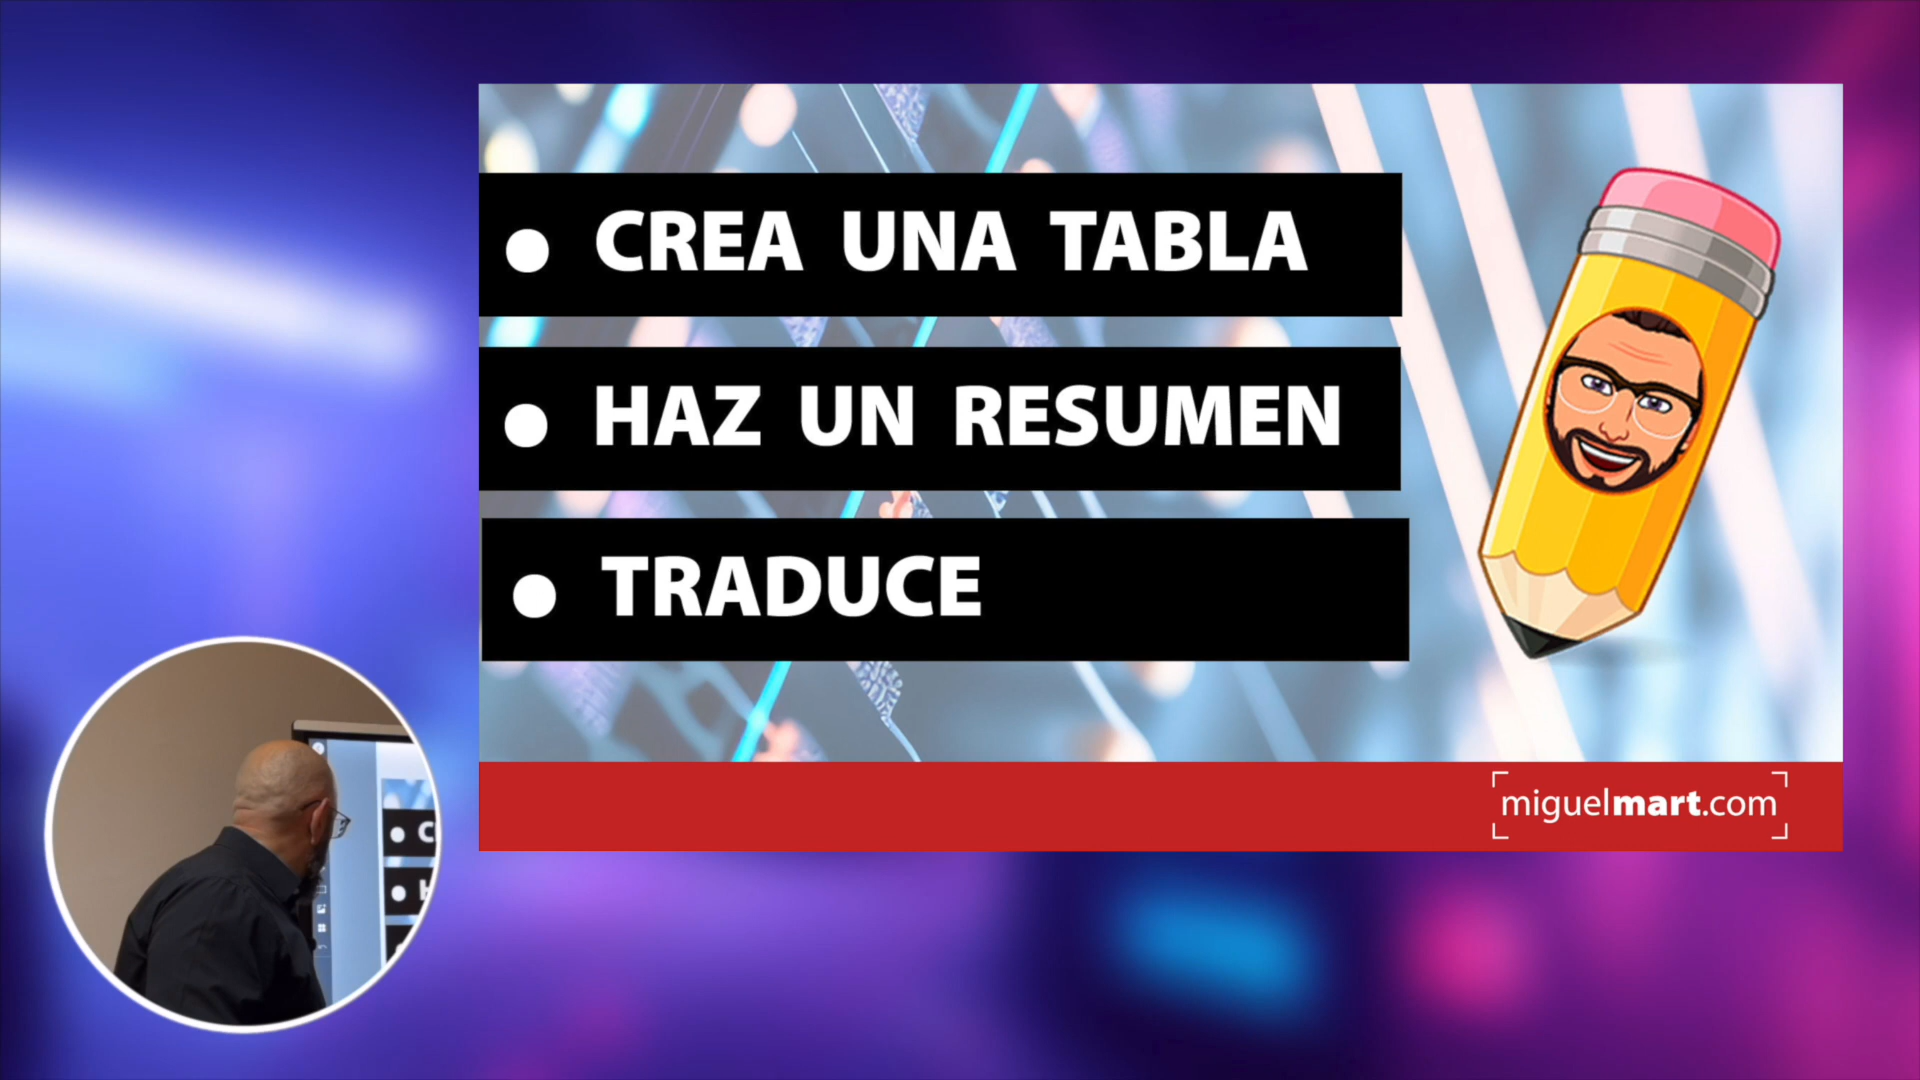 • CREA UNA TABLA
• HAZ UN RESUMEN
• TRADUCE
miguelmart.com
• C
• H